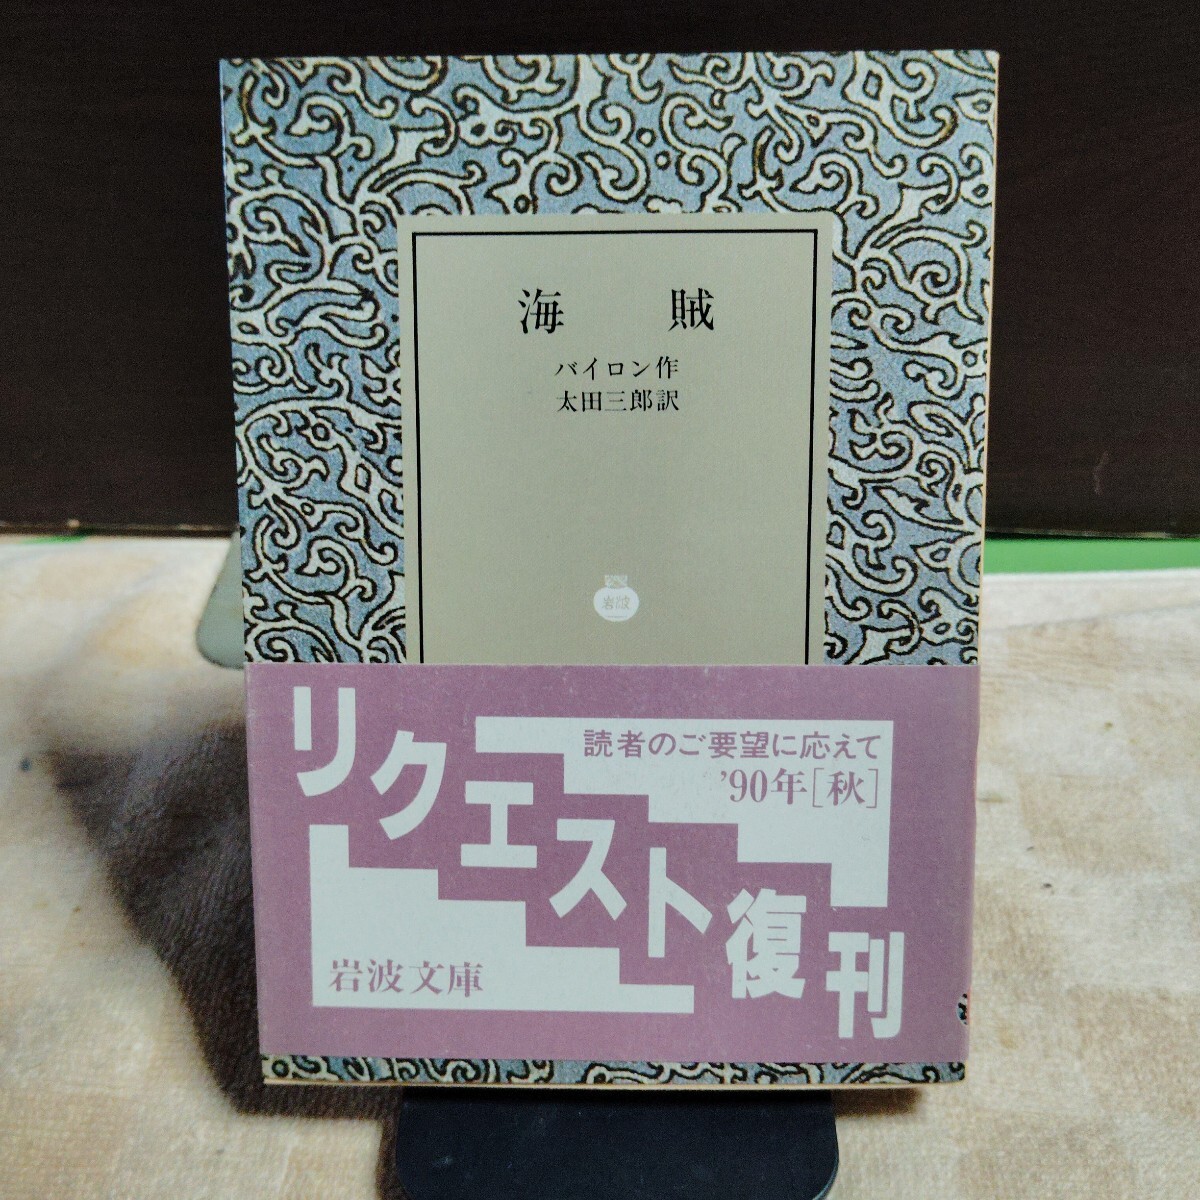 海 賊
バイロン作
太田三郎訳
岩波
リクエスト復刊
読者のご要望に応えて
’90年[秋]
岩波文庫